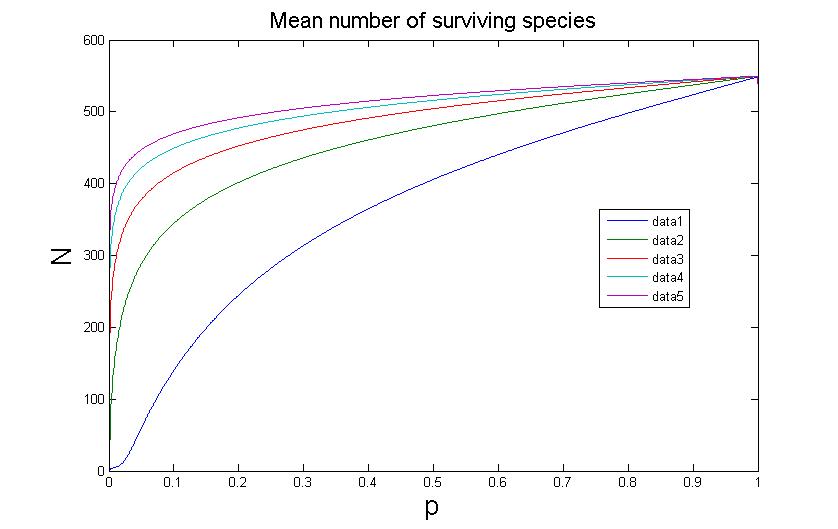 Mean number of surviving species
600
500
400
300
200
100
0
N
0 0.1 0.2 0.3 0.4 0.5 0.6 0.7 0.8 0.9 1
p
data1
data2
data3
data4
data5